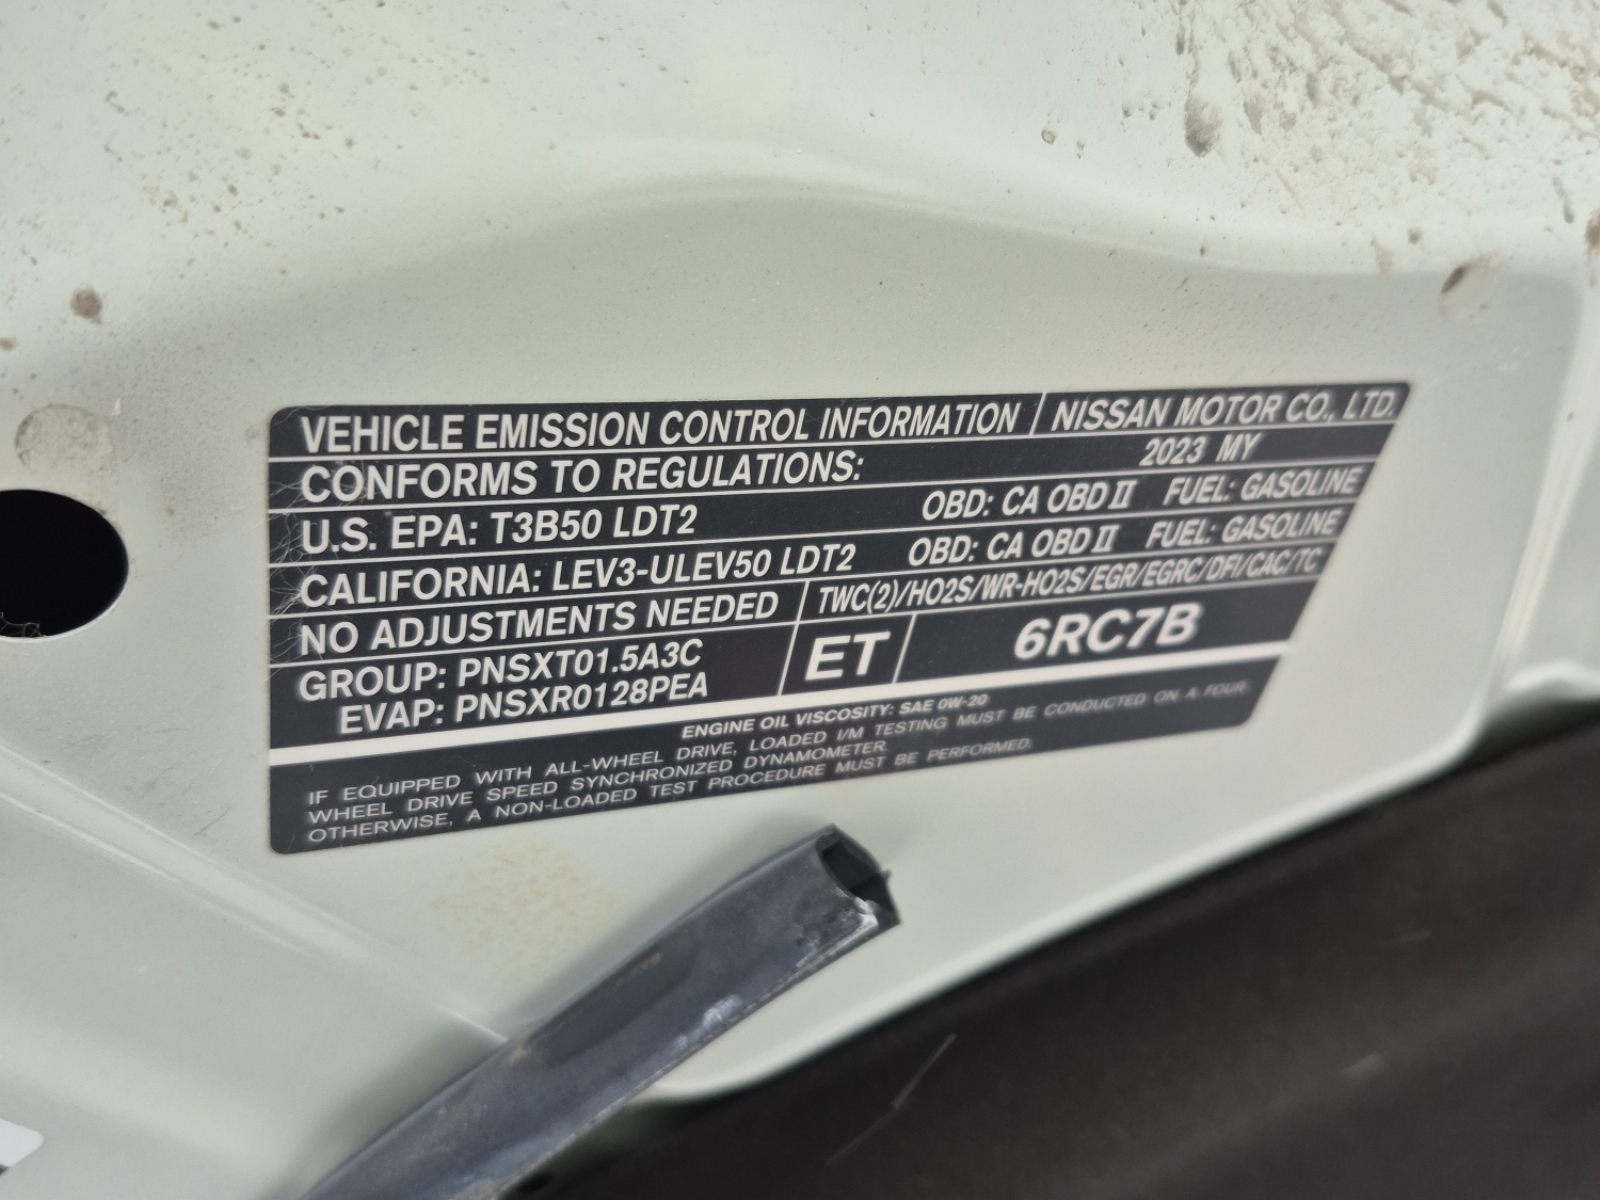 VEHICLE EMISSION CONTROL INFORMATION NISSAN MOTOR CO., LTD.
CONFORMS TO REGULATIONS: 2023 MY
U.S. EPA: T3B50 LDT2 OBD: CA OBD II FUEL: GASOLINE
CALIFORNIA: LEV3-ULEV50 LDT2 OBD: CA OBD II FUEL: GASOLINE
NO ADJUSTMENTS NEEDED TWC(2)/HO2S/WR-HO2S/EGR/EGRC/DFI/CAC/TC
GROUP: PNSXT01.5A3C
EVAP: PNSXR0128PEA
ET 6RC7B
ENGINE OIL VISCOSITY: SAE 0W-20
IF EQUIPPED WITH ALL-WHEEL DRIVE, LOADED I/M TESTING MUST BE CONDUCTED ON A FOUR
WHEEL DRIVE SPEED SYNCHRONIZED DYNAMOMETER.
OTHERWISE, A NON-LOADED TEST PROCEDURE MUST BE PERFORMED.